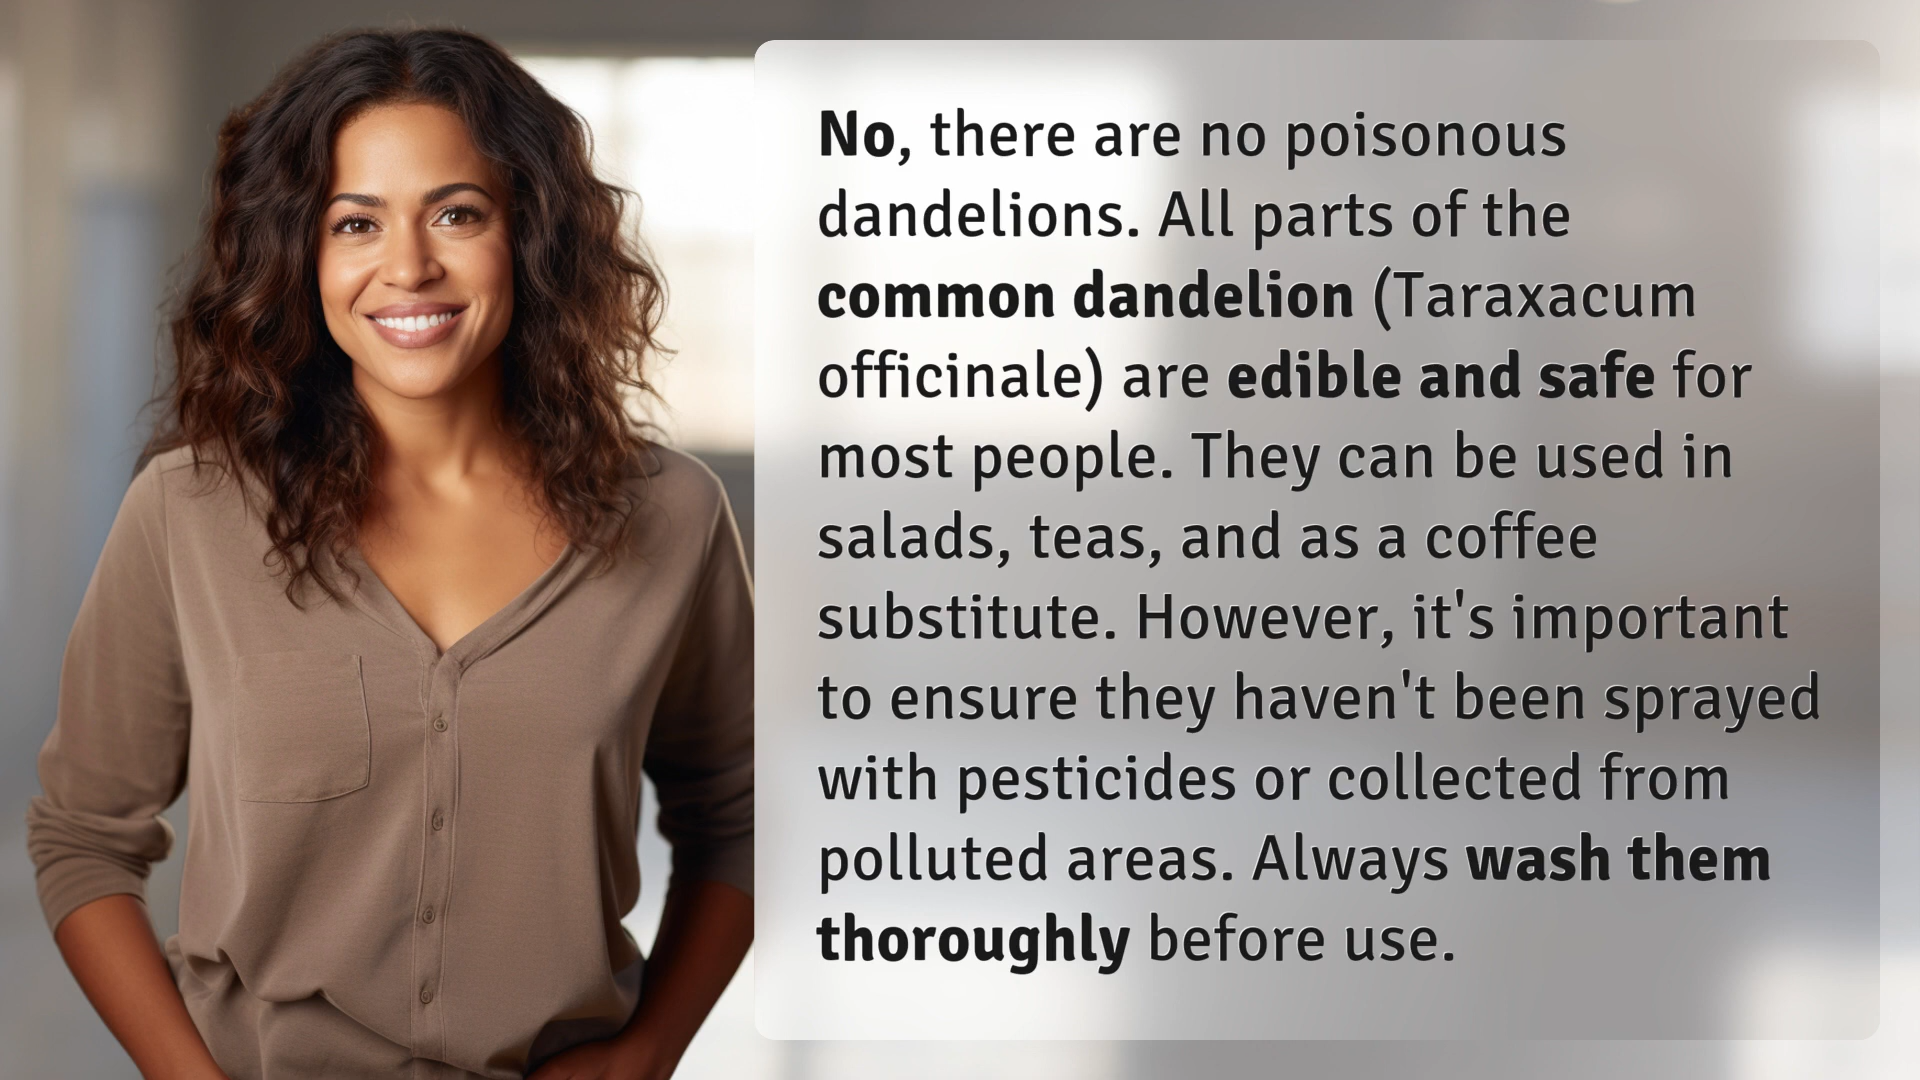 No, there are no poisonous
dandelions. All parts of the
common dandelion (Taraxacum
officinale) are edible and safe for
most people. They can be used in
salads, teas, and as a coffee
substitute. However, it's important
to ensure they haven't been sprayed
with pesticides or collected from
polluted areas. Always wash them
thoroughly before use.